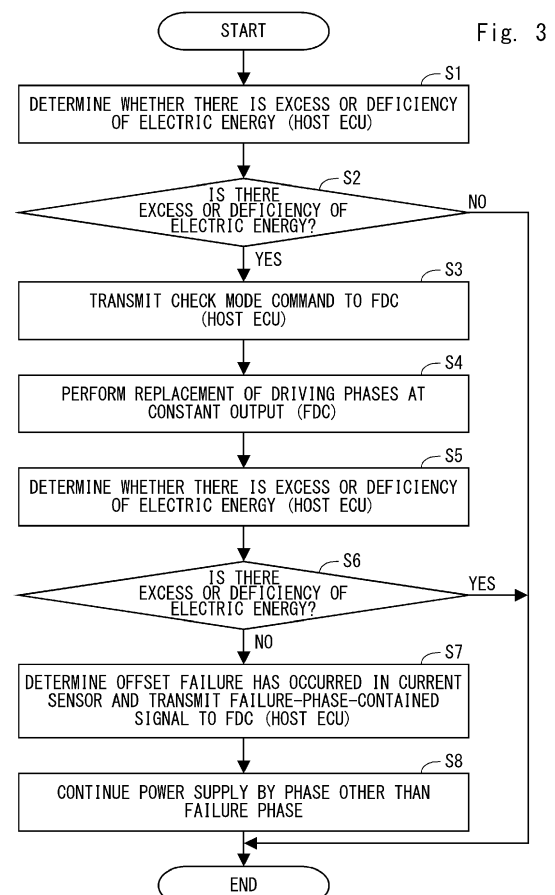 START
Fig. 3
S1
DETERMINE WHETHER THERE IS EXCESS OR DEFICIENCY
OF ELECTRIC ENERGY (HOST ECU)
S2
IS THERE
EXCESS OR DEFICIENCY OF
ELECTRIC ENERGY?
NO
YES
S3
TRANSMIT CHECK MODE COMMAND TO FDC
(HOST ECU)
S4
PERFORM REPLACEMENT OF DRIVING PHASES AT
CONSTANT OUTPUT (FDC)
S5
DETERMINE WHETHER THERE IS EXCESS OR DEFICIENCY
OF ELECTRIC ENERGY (HOST ECU)
S6
IS THERE
EXCESS OR DEFICIENCY OF
ELECTRIC ENERGY?
YES
NO
S7
DETERMINE OFFSET FAILURE HAS OCCURRED IN CURRENT
SENSOR AND TRANSMIT FAILURE-PHASE-CONTAINED
SIGNAL TO FDC (HOST ECU)
S8
CONTINUE POWER SUPPLY BY PHASE OTHER THAN
FAILURE PHASE
END